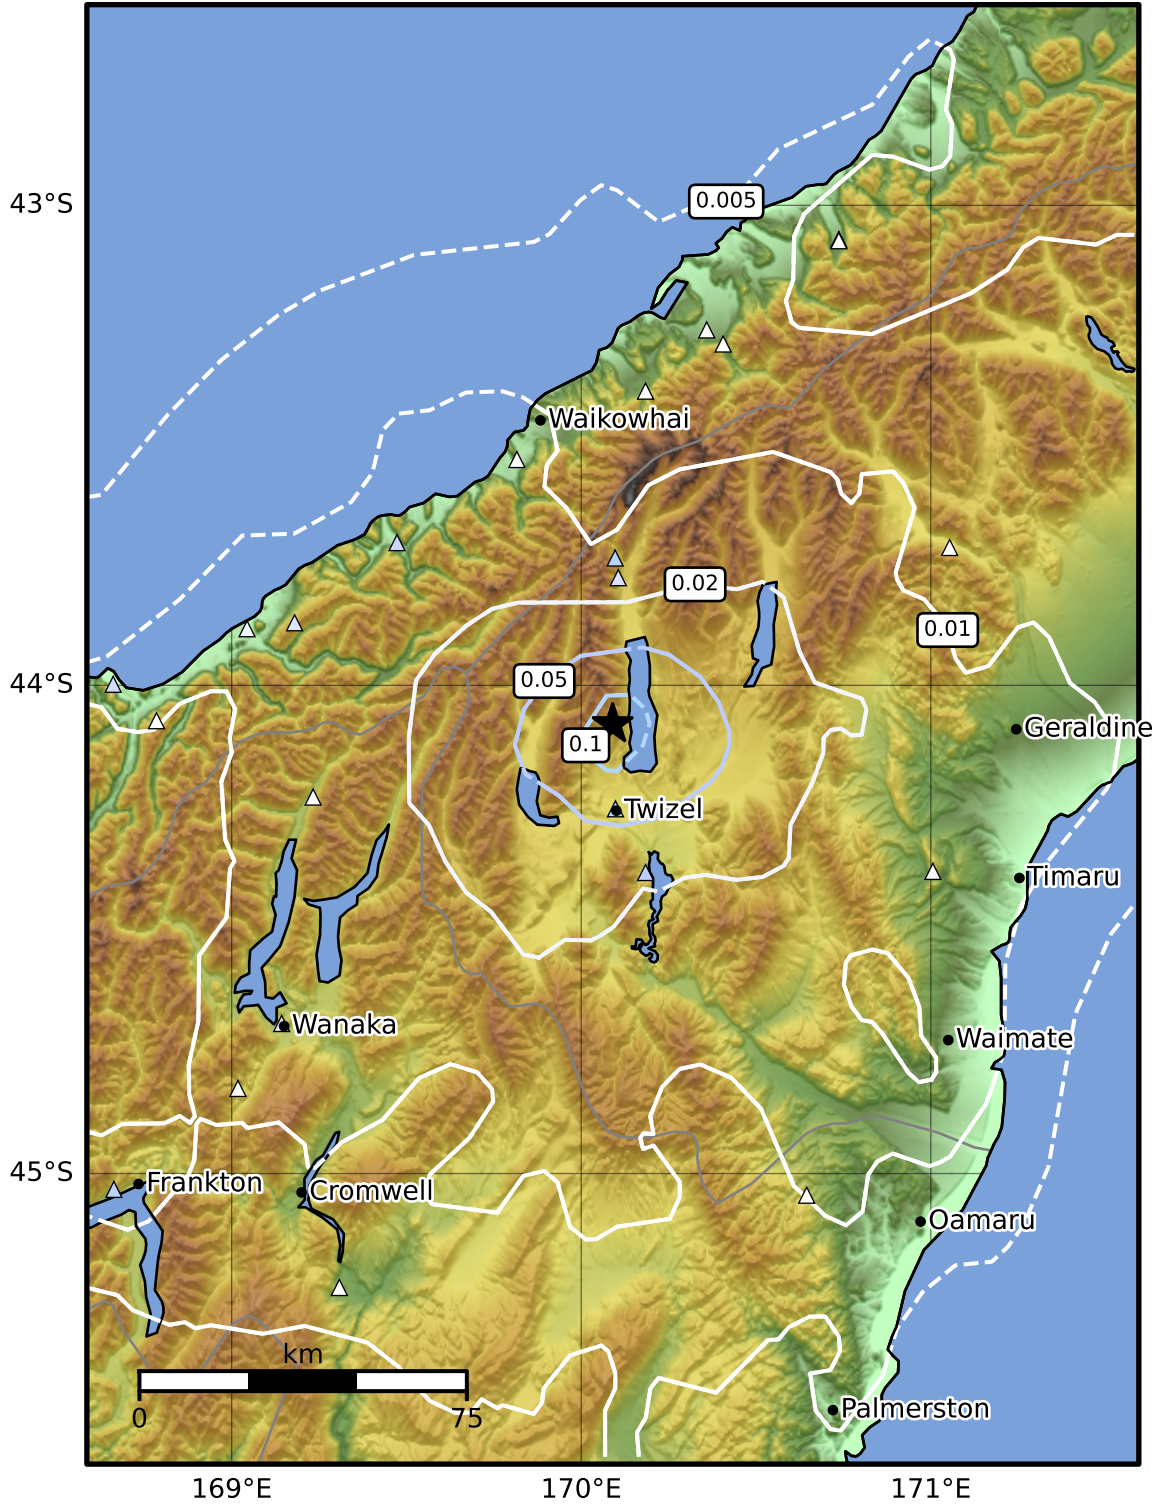 43°S
0.005
Waikowhai
0.02
0.01
44°S
0.05
Geraldine
0.1
Twizel
Timaru
Wanaka
Waimate
45°S
Frankton
Cromwell
Oamaru
km
0
75
Palmerston
169°E
170°E
171°E